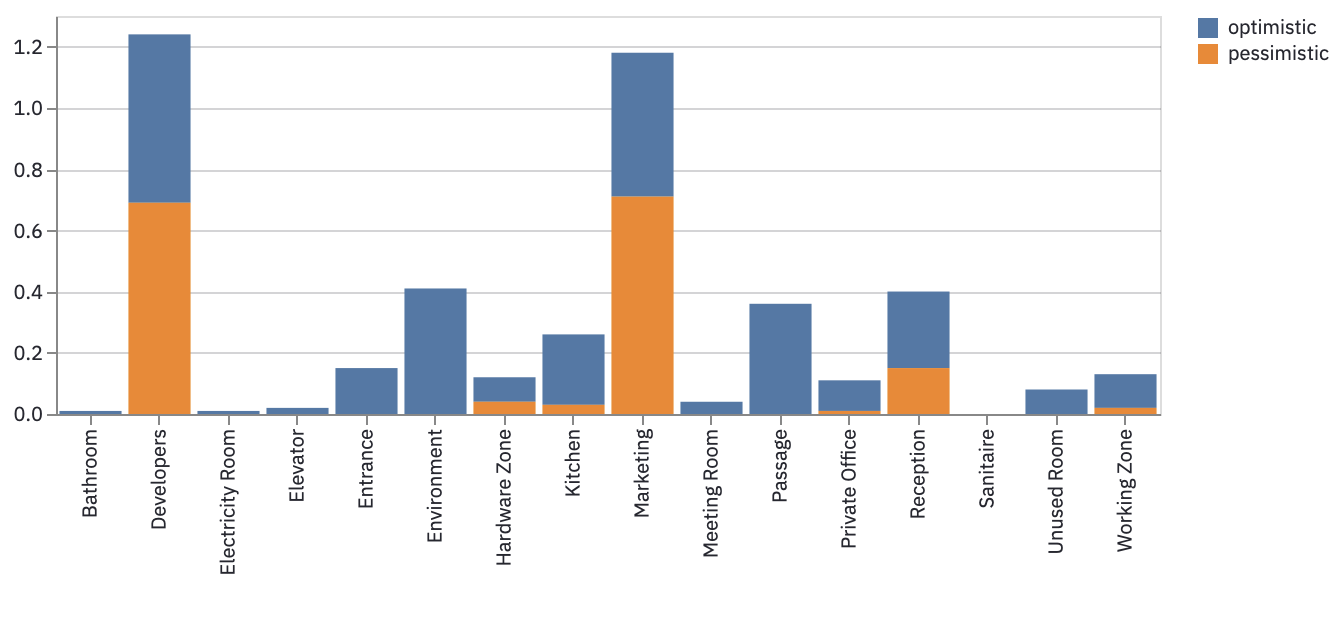 optimistic
pessimistic
1.2
1.0
0.8
0.6
0.4
0.2
0.0
Bathroom
Developers
Electricity Room
Elevator
Entrance
Environment
Hardware Zone
Kitchen
Marketing
Meeting Room
Passage
Private Office
Reception
Sanitaire
Unused Room
Working Zone